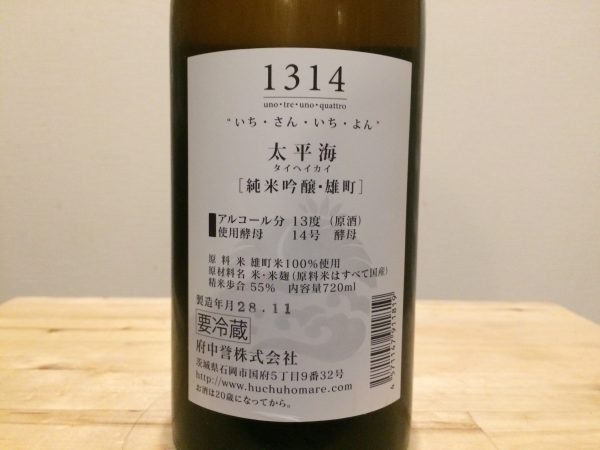 1314
uno・tre・uno・quattro
"いち・さん・いち・よん"
太平海
タイヘイカイ
[純米吟醸・雄町]
アルコール分 13度 (原酒)
使用酵母 14号 酵母
原料米 雄町米100%使用
原材料名 米・米麹(原料米はすべて国産)
精米歩合 55% 内容量720ml
製造年月28.11
要冷蔵
府中誉株式会社
茨城県石岡市国府5丁目9番32号
http://www.huchuhomare.com
お酒は20歳になってから。
4571147911819